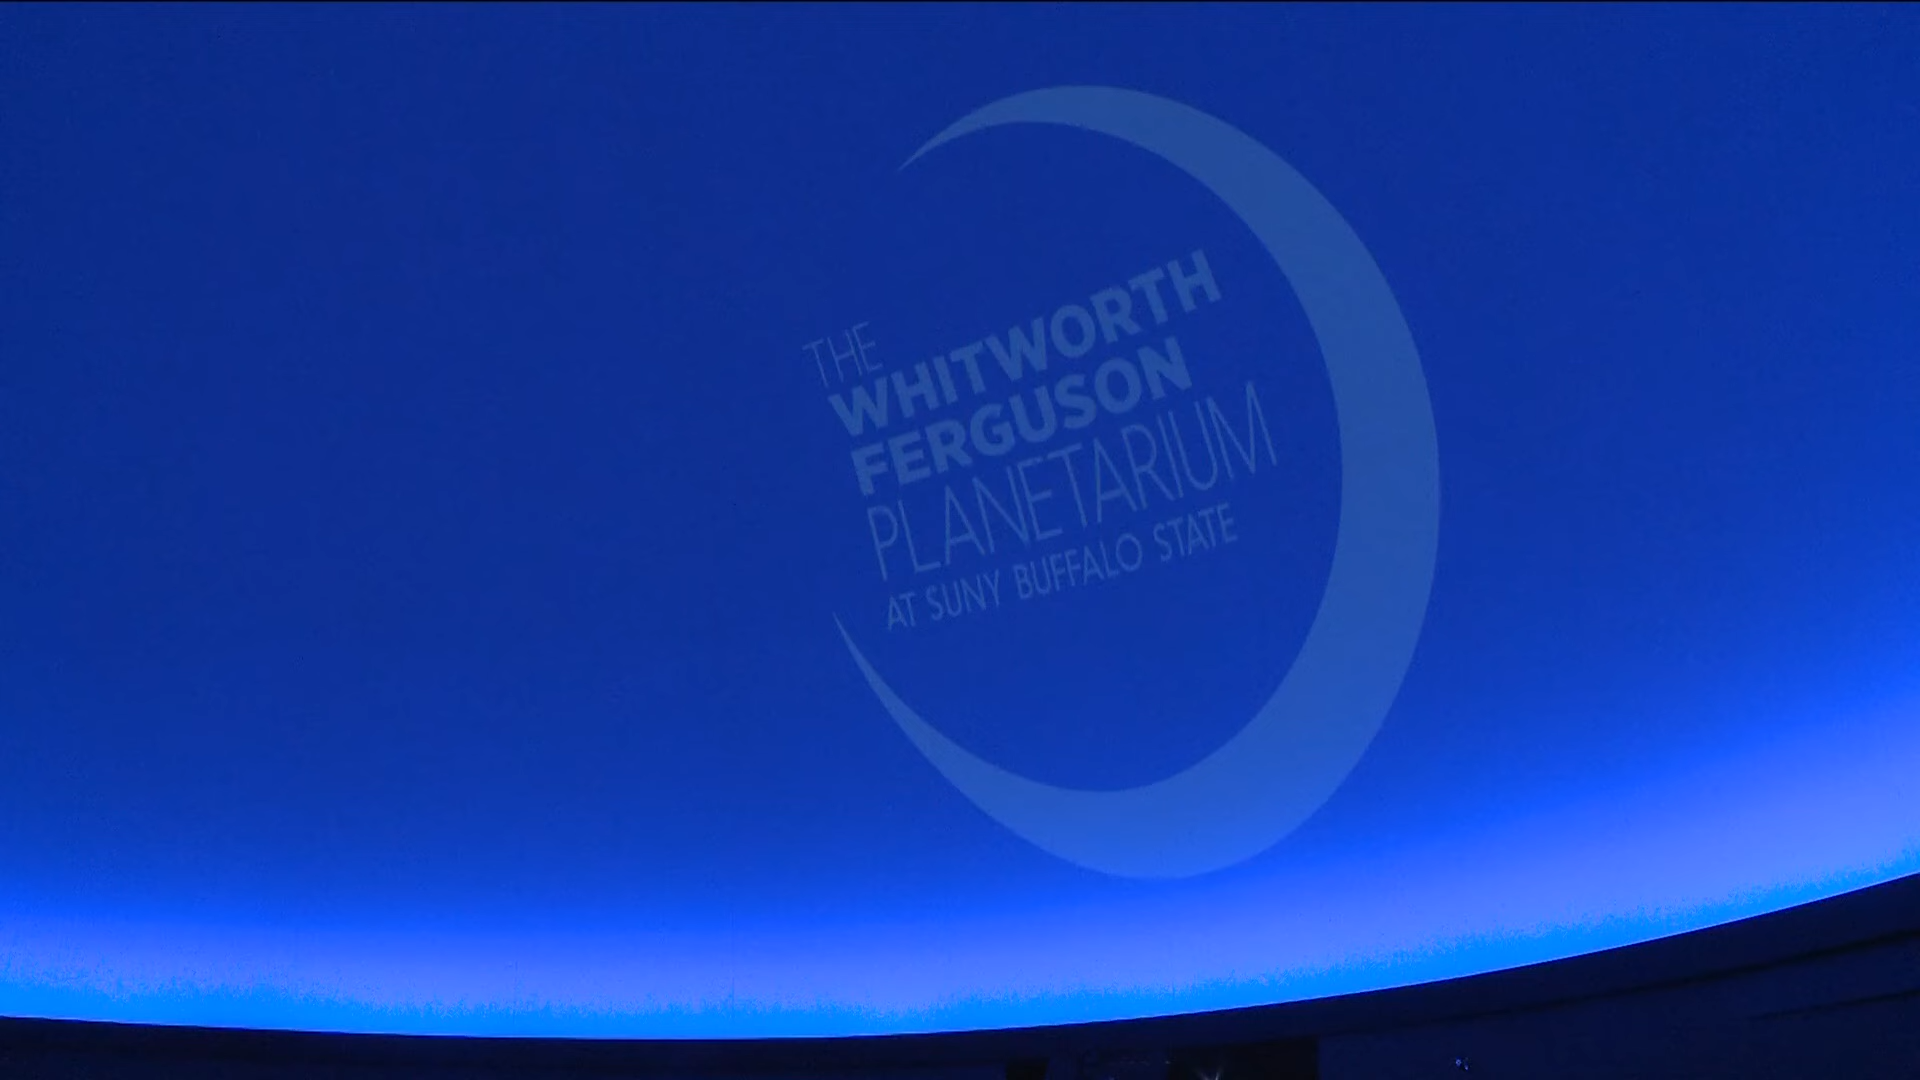 THE
WHITWORTH
FERGUSON
PLANETARIUM
AT SUNY BUFFALO STATE